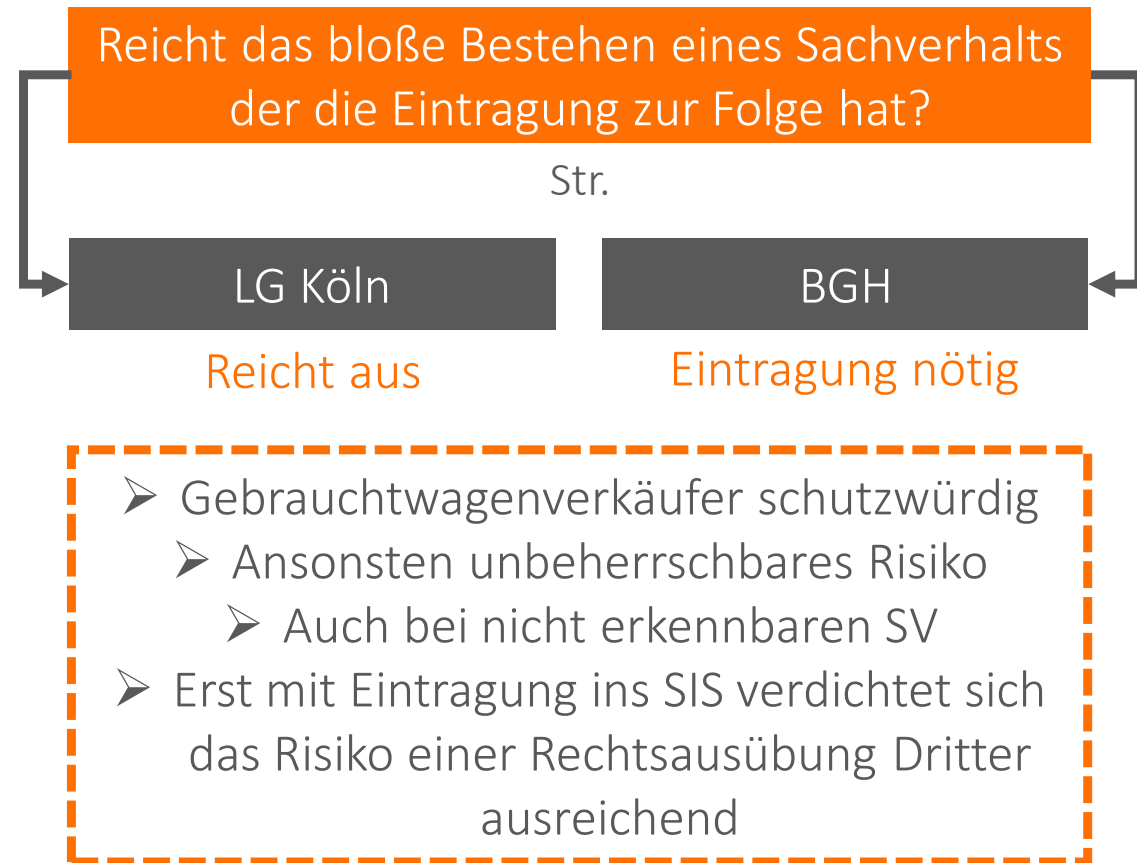 Reicht das bloße Bestehen eines Sachverhalts
der die Eintragung zur Folge hat?
Str.
LG Köln
BGH
Reicht aus
Eintragung nötig
➢ Gebrauchtwagenverkäufer schutzwürdig
➢ Ansonsten unbeherrschbares Risiko
➢ Auch bei nicht erkennbaren SV
➢ Erst mit Eintragung ins SIS verdichtet sich
das Risiko einer Rechtsausübung Dritter
ausreichend